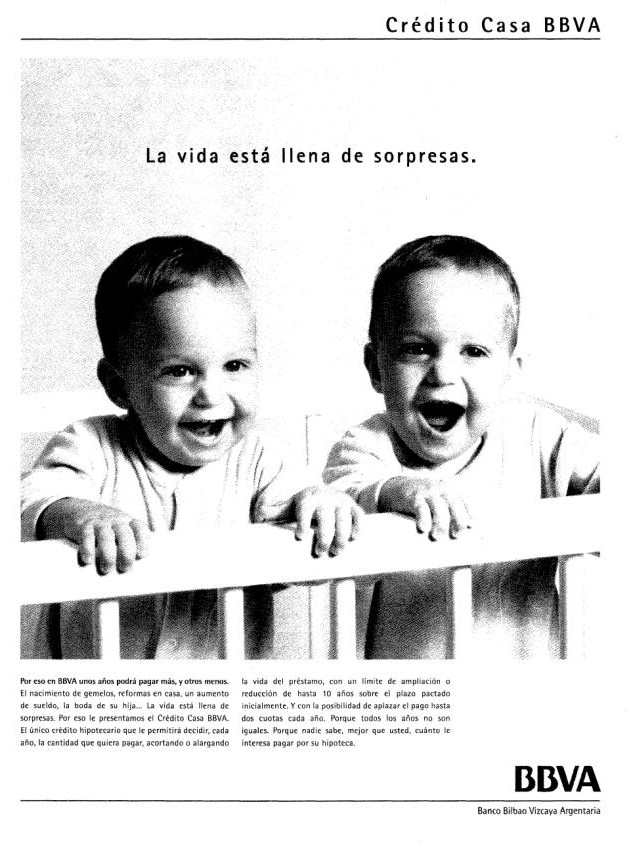 Crédito Casa BBVA
La vida está llena de sorpresas.
Por eso en BBVA unos años podrá pagar más, y otros menos.
El nacimiento de gemelos, reformas en casa, un aumento
de sueldo, la boda de su hija... La vida está llena de
sorpresas. Por eso le presentamos el Crédito Casa BBVA.
El único crédito hipotecario que le permitirá decidir, cada
año, la cantidad que quiera pagar, acortando o alargando
la vida del préstamo, con un límite de ampliación o
reducción de hasta 10 años sobre el plazo pactado
inicialmente. Y con la posibilidad de aplazar el pago hasta
dos cuotas cada año. Porque todos los años no son
iguales. Porque nadie sabe, mejor que usted, cuánto le
interesa pagar por su hipoteca.
BBVA
Banco Bilbao Vizcaya Argentaria